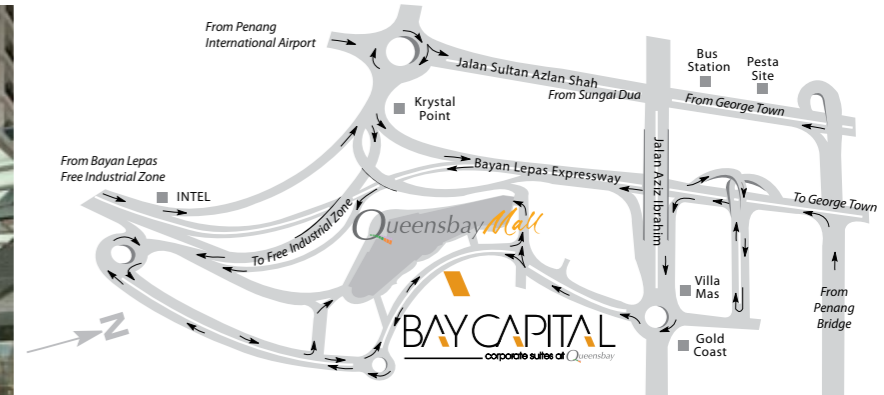 From Penang
International Airport
Jalan Sultan Azlan Shah
From Sungai Dua
Bus
Station
Pesta
Site
From George Town
Krystal
Point
From Bayan Lepas
Free Industrial Zone
INTEL
Bayan Lepas Expressway
Jalan Aziz Ibrahim
To George Town
To Free Industrial Zone
Queensbay Mall
Villa
Mas
From
Penang
Bridge
N
BAY CAPITAL
corporate suites at Queensbay
Gold
Coast